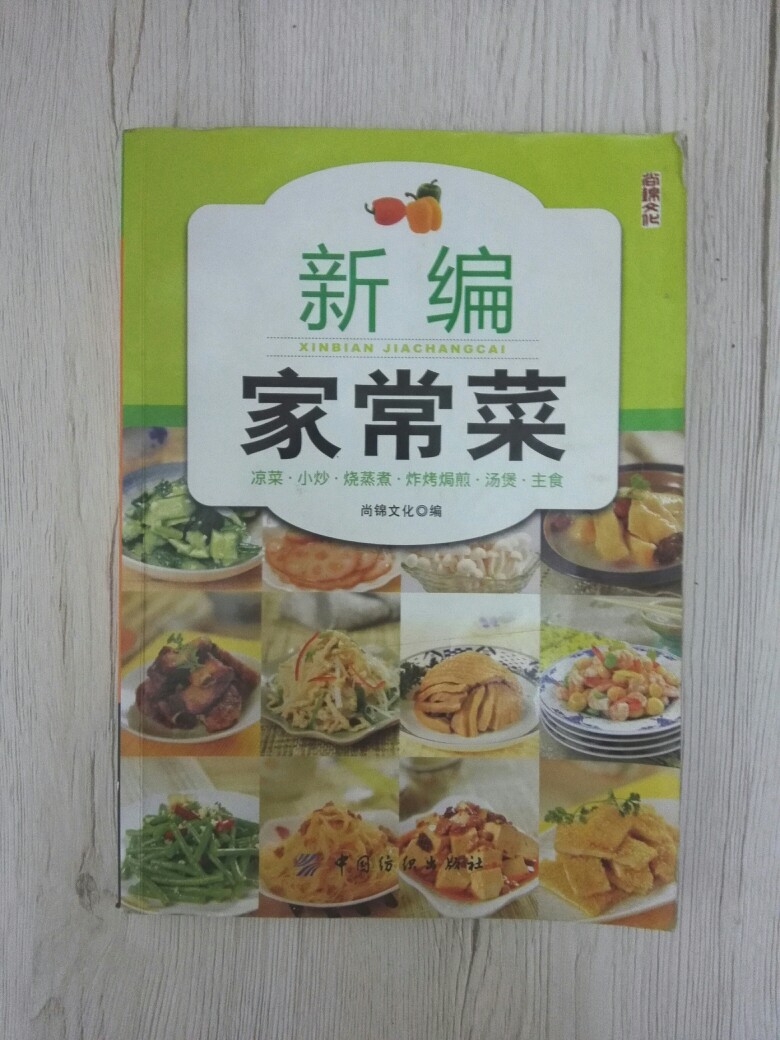 尚锦文化
新编
XINBIAN JIACHANGCAI
家常菜
凉菜·小炒·烧蒸煮·炸烤焗煎·汤煲·主食
尚锦文化◎编
中国纺织出版社